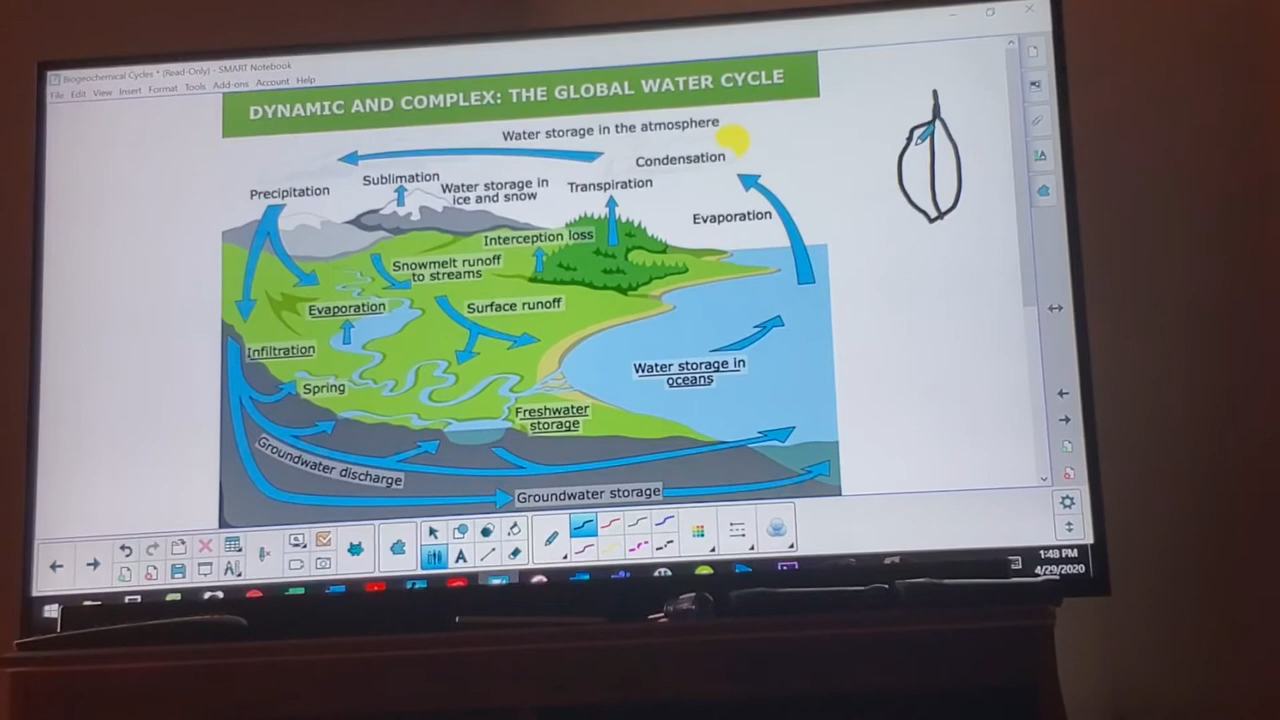 Biogeochemical Cycles * (Read-Only) - SMART Notebook
File Edit View Insert Format Tools Add-ons Account Help
DYNAMIC AND COMPLEX: THE GLOBAL WATER CYCLE
Water storage in the atmosphere
Condensation
Precipitation
Sublimation
Water storage in
ice and snow
Transpiration
Evaporation
Interception loss
Snowmelt runoff
to streams
Evaporation
Surface runoff
Infiltration
Spring
Water storage in
oceans
Freshwater
storage
Groundwater discharge
Groundwater storage
A
1:48 PM
4/29/2020